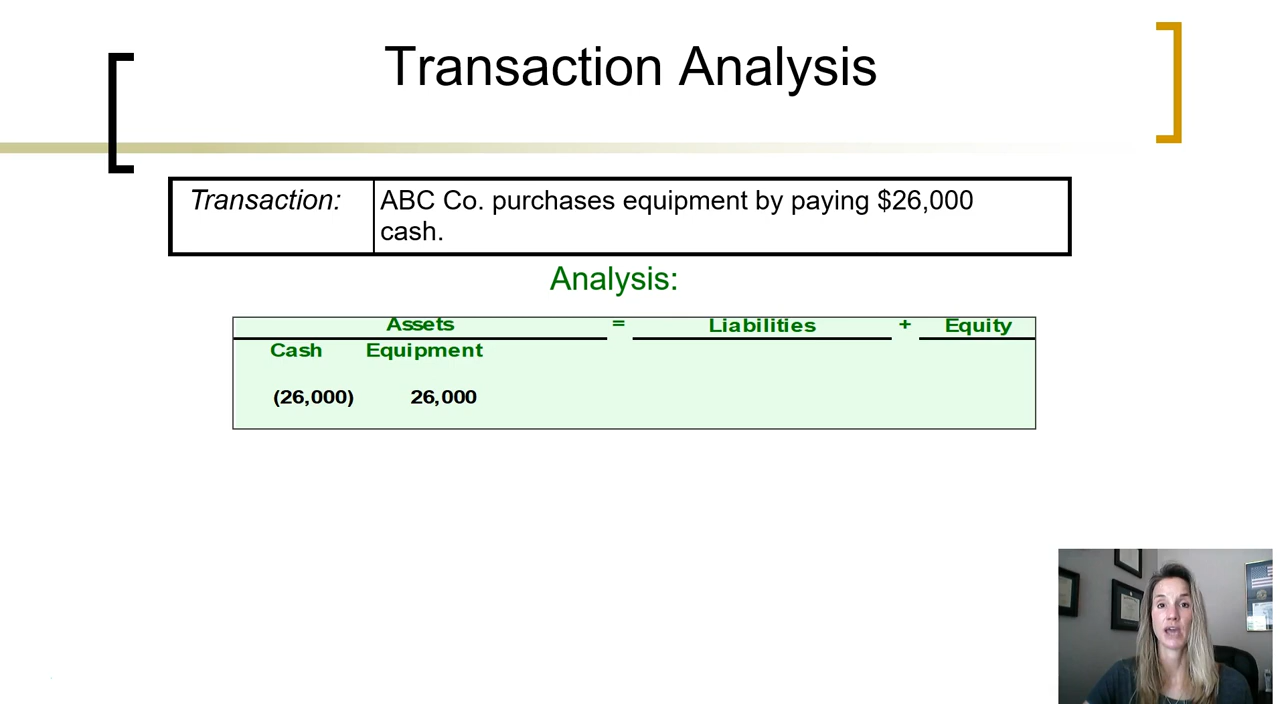 Transaction Analysis
Transaction: ABC Co. purchases equipment by paying $26,000
cash.
Analysis:
Assets = Liabilities + Equity
Cash Equipment
(26,000) 26,000